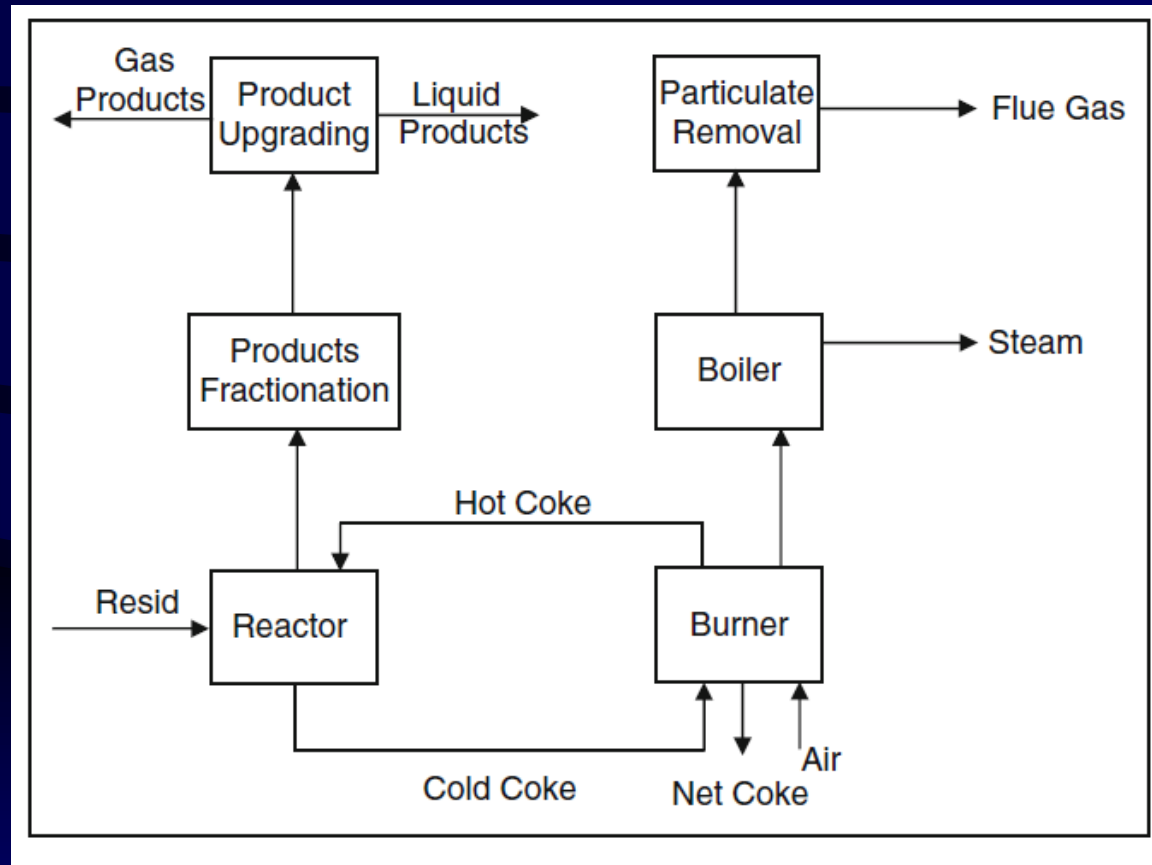 Gas
Products
Product
Upgrading
Liquid
Products
Particulate
Removal
Flue Gas
Products
Fractionation
Boiler
Steam
Hot Coke
Resid
Reactor
Burner
Cold Coke
Net Coke
Air